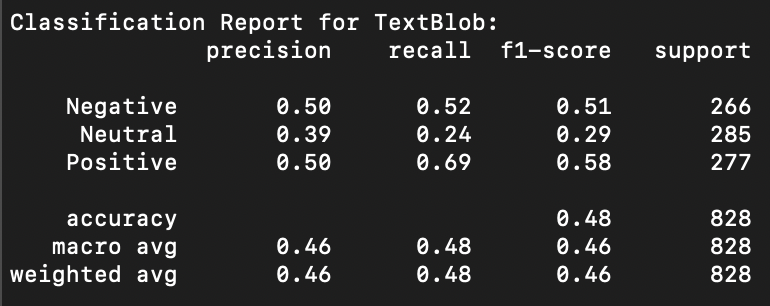 Classification Report for TextBlob:
precision recall f1-score support
Negative 0.50 0.52 0.51 266
Neutral 0.39 0.24 0.29 285
Positive 0.50 0.69 0.58 277
accuracy 0.48 828
macro avg 0.46 0.48 0.46 828
weighted avg 0.46 0.48 0.46 828